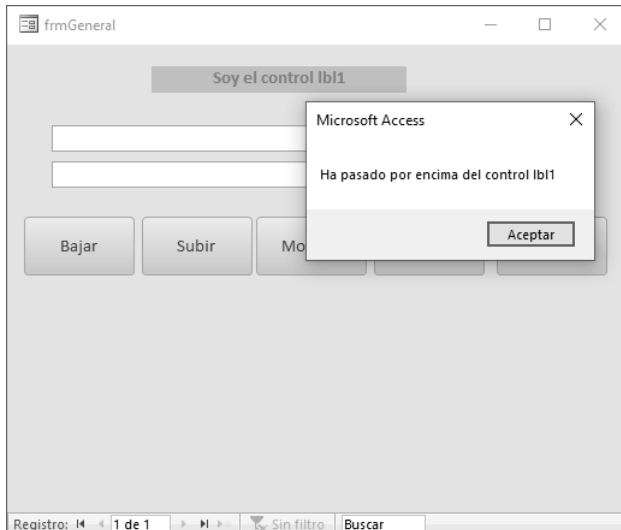 frmGeneral
Soy el control lbl1
Microsoft Access
Ha pasado por encima del control lbl1
Aceptar
Bajar
Subir
Mo
Registro: 1 de 1 Sin filtro Buscar